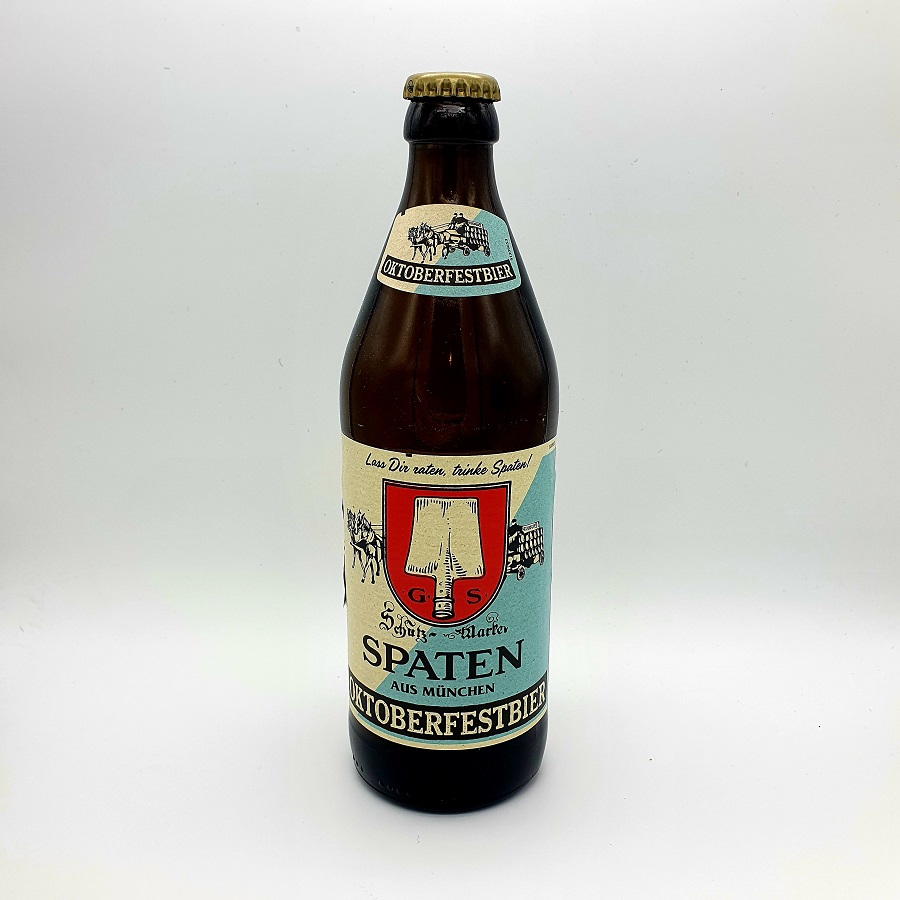 OKTOBERFESTBIER
Lass Dir raten, trinke Spaten!
G S
Schutz-Marke
SPATEN
AUS MÜNCHEN
OKTOBERFESTBIER